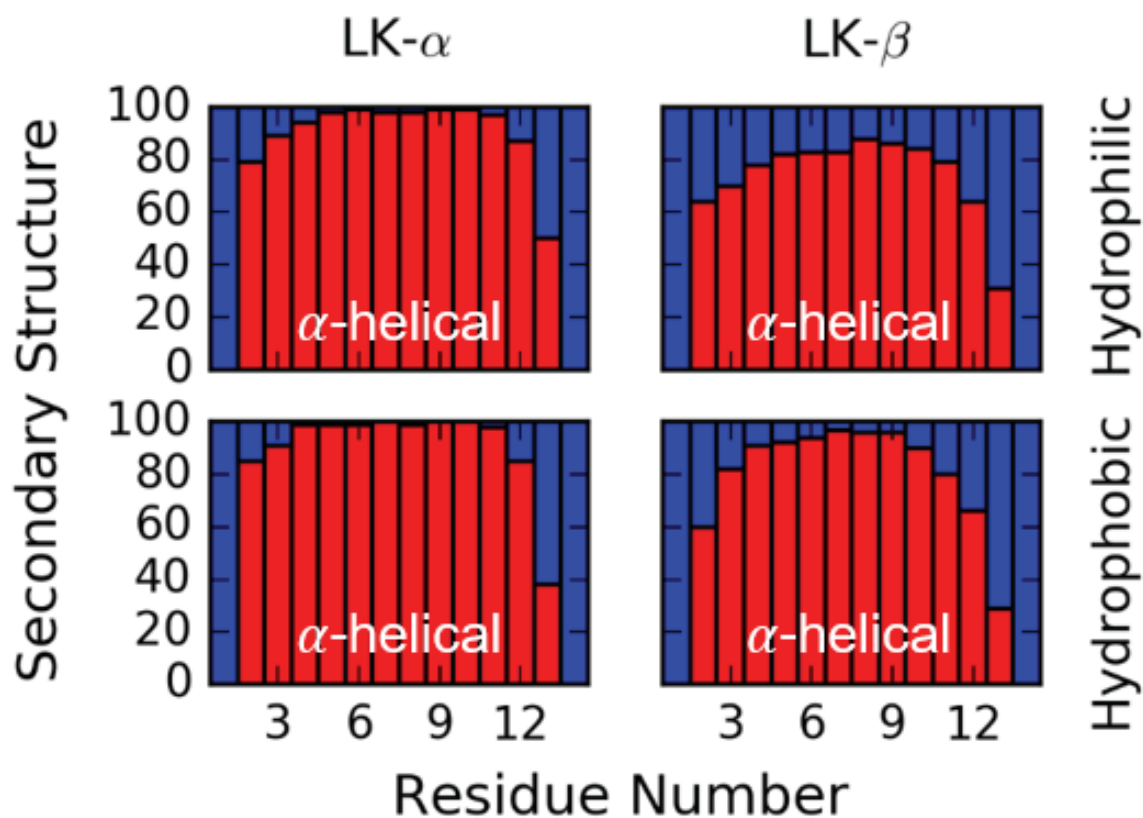 LK-α LK-β
Secondary Structure
100
80
60
40
20
0
α-helical
α-helical
Hydrophilic
100
80
60
40
20
0
α-helical
α-helical
Hydrophobic
3 6 9 12 3 6 9 12
Residue Number